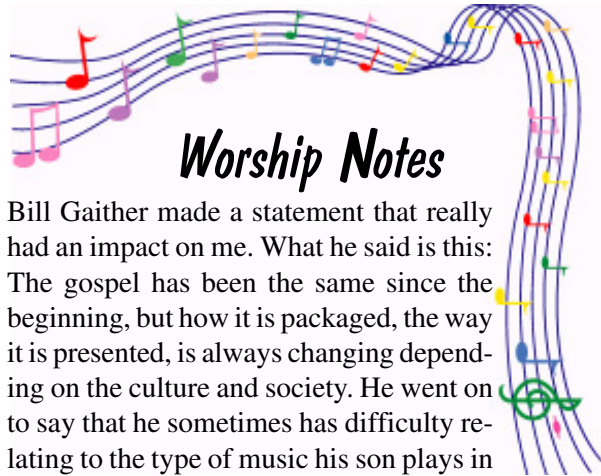 Worship Notes
Bill Gaither made a statement that really
had an impact on me. What he said is this:
The gospel has been the same since the
beginning, but how it is packaged, the way
it is presented, is always changing depend-
ing on the culture and society. He went on
to say that he sometimes has difficulty re-
lating to the type of music his son plays in